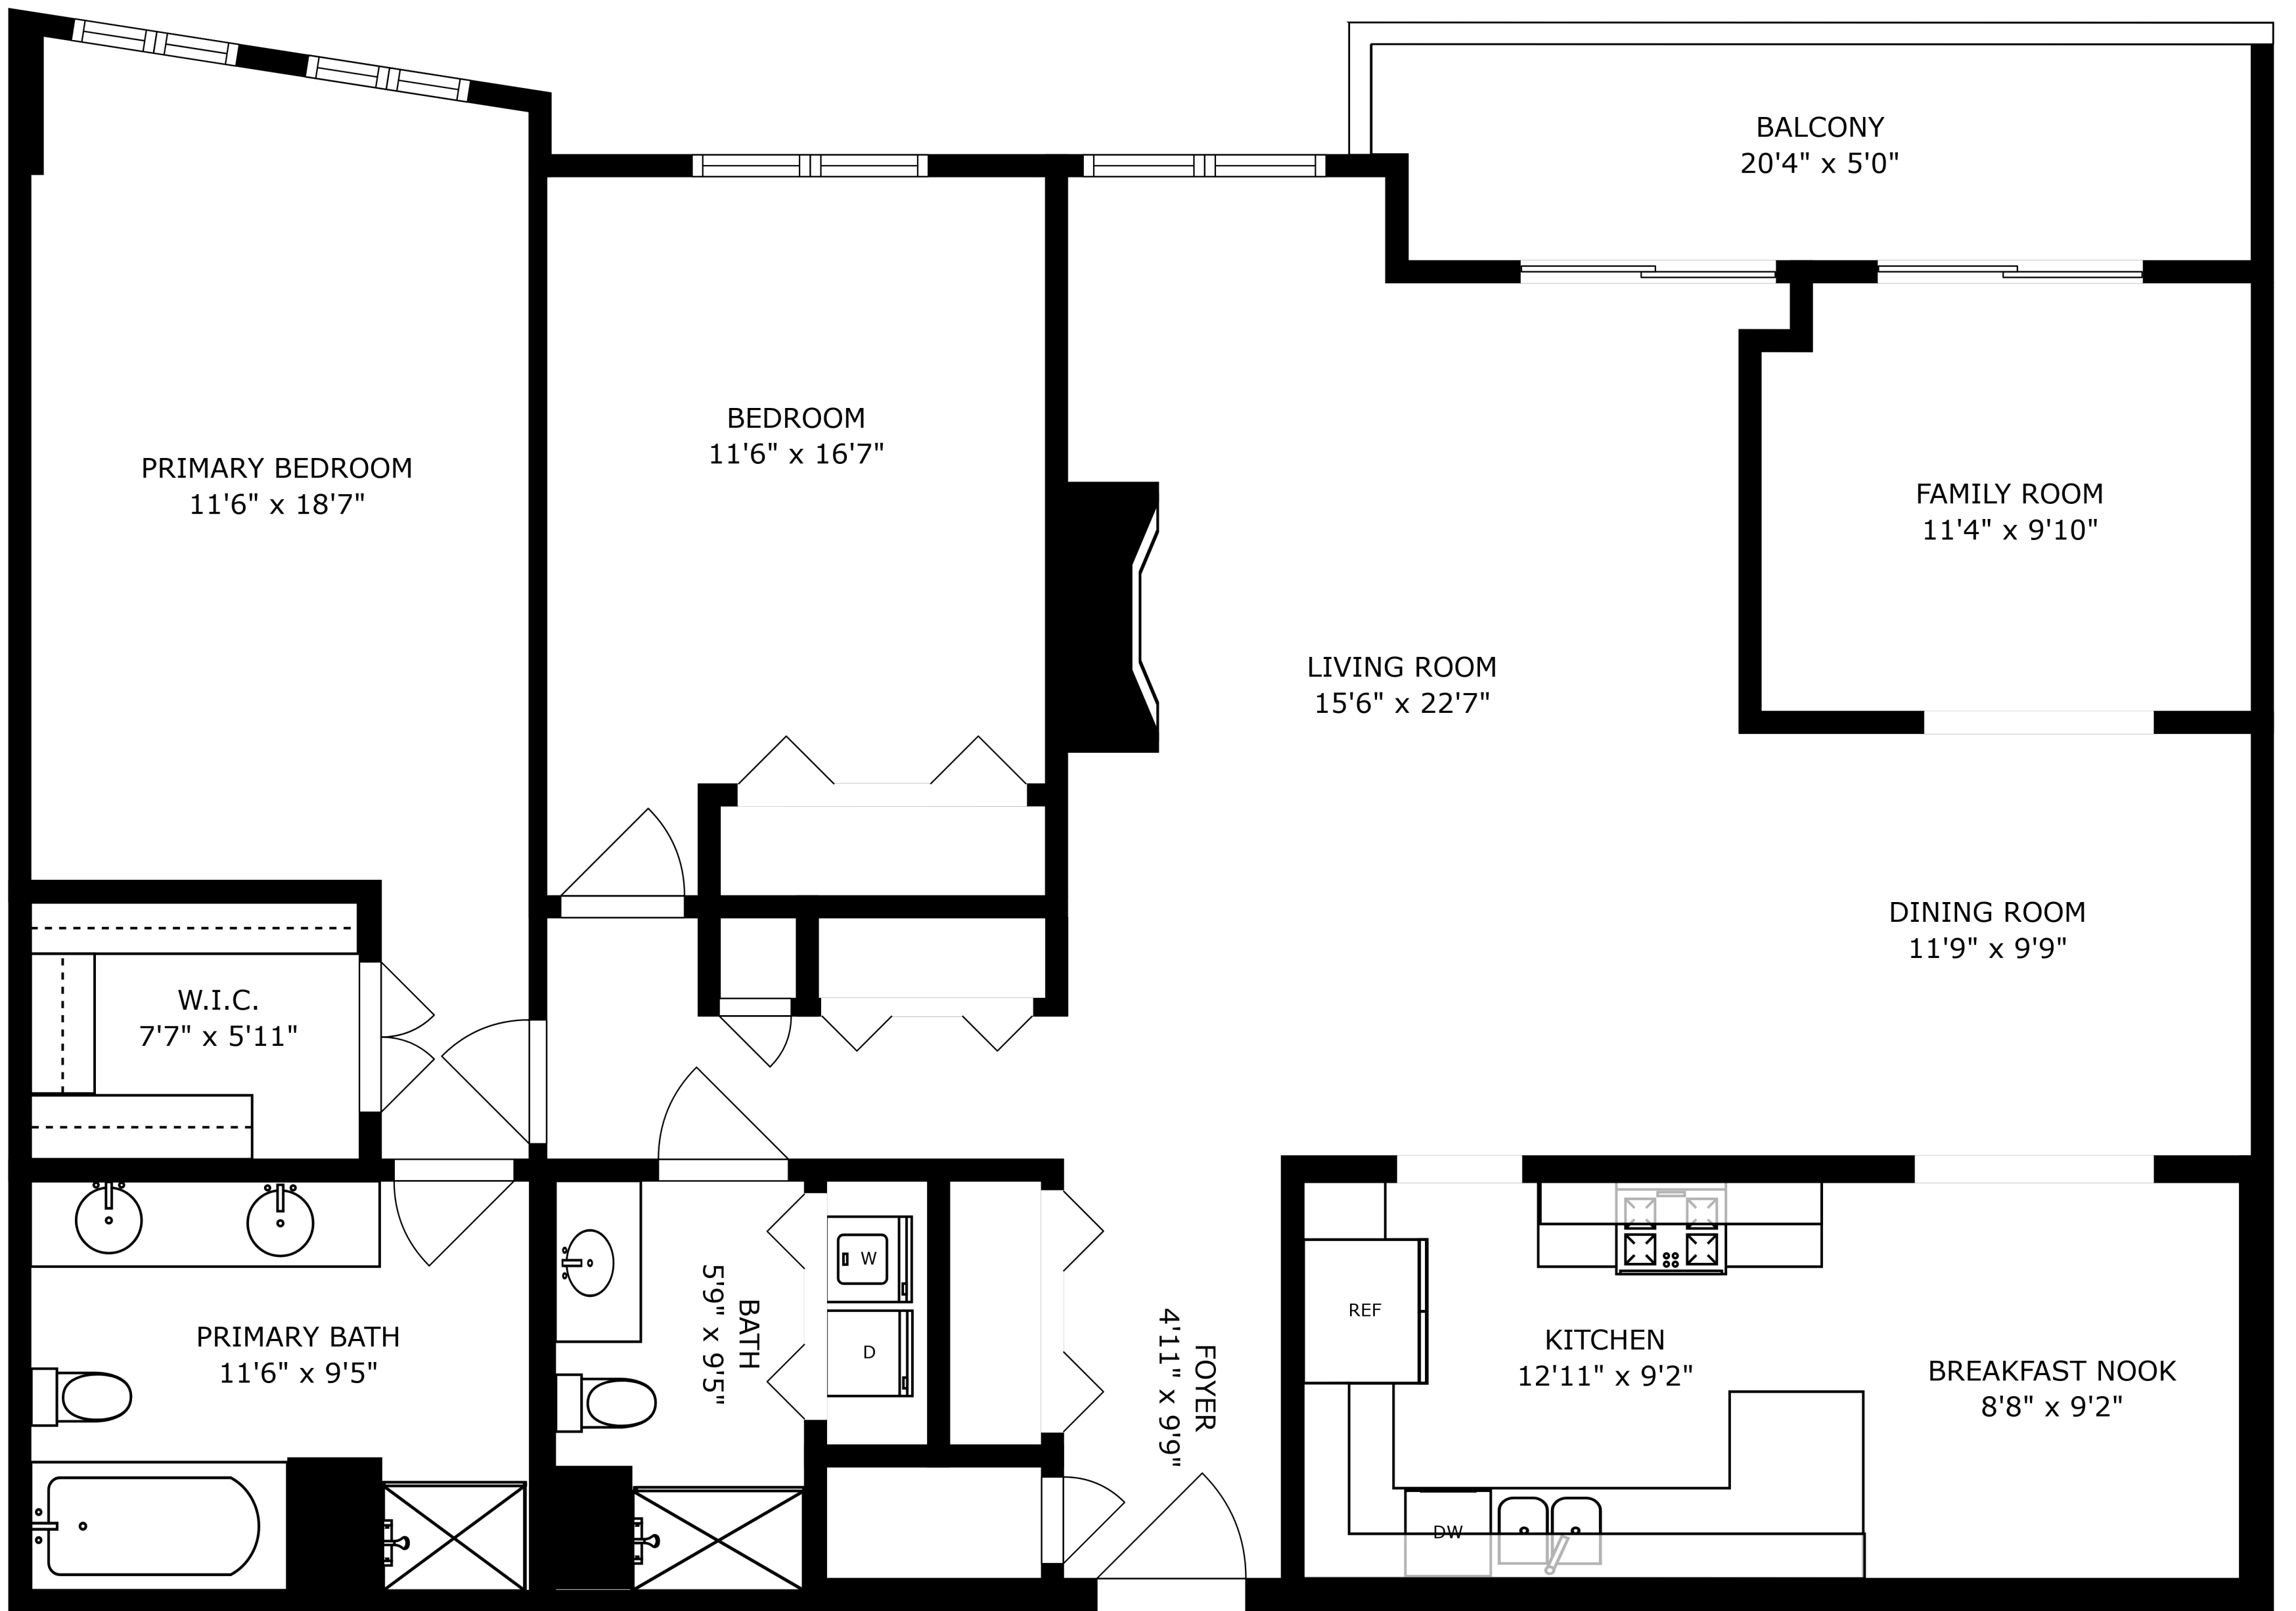 BALCONY
20'4" x 5'0"
PRIMARY BEDROOM
11'6" x 18'7"
BEDROOM
11'6" x 16'7"
FAMILY ROOM
11'4" x 9'10"
LIVING ROOM
15'6" x 22'7"
DINING ROOM
11'9" x 9'9"
W.I.C.
7'7" x 5'11"
PRIMARY BATH
11'6" x 9'5"
BATH
5'9" x 9'5"
W
D
FOYER
4'11" x 9'9"
REF
KITCHEN
12'11" x 9'2"
DW
BREAKFAST NOOK
8'8" x 9'2"